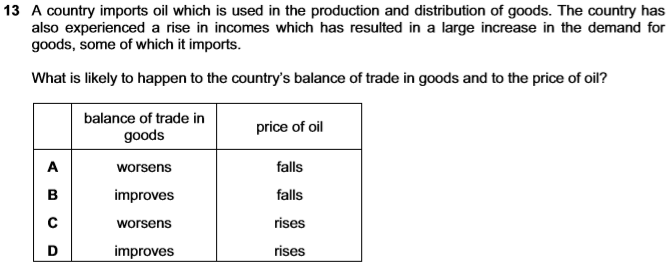 13 A country imports oil which is used in the production and distribution of goods. The country has
also experienced a rise in incomes which has resulted in a large increase in the demand for
goods, some of which it imports.
What is likely to happen to the country's balance of trade in goods and to the price of oil?
balance of trade in
goods
price of oil
A worsens falls
B improves falls
C worsens rises
D improves rises